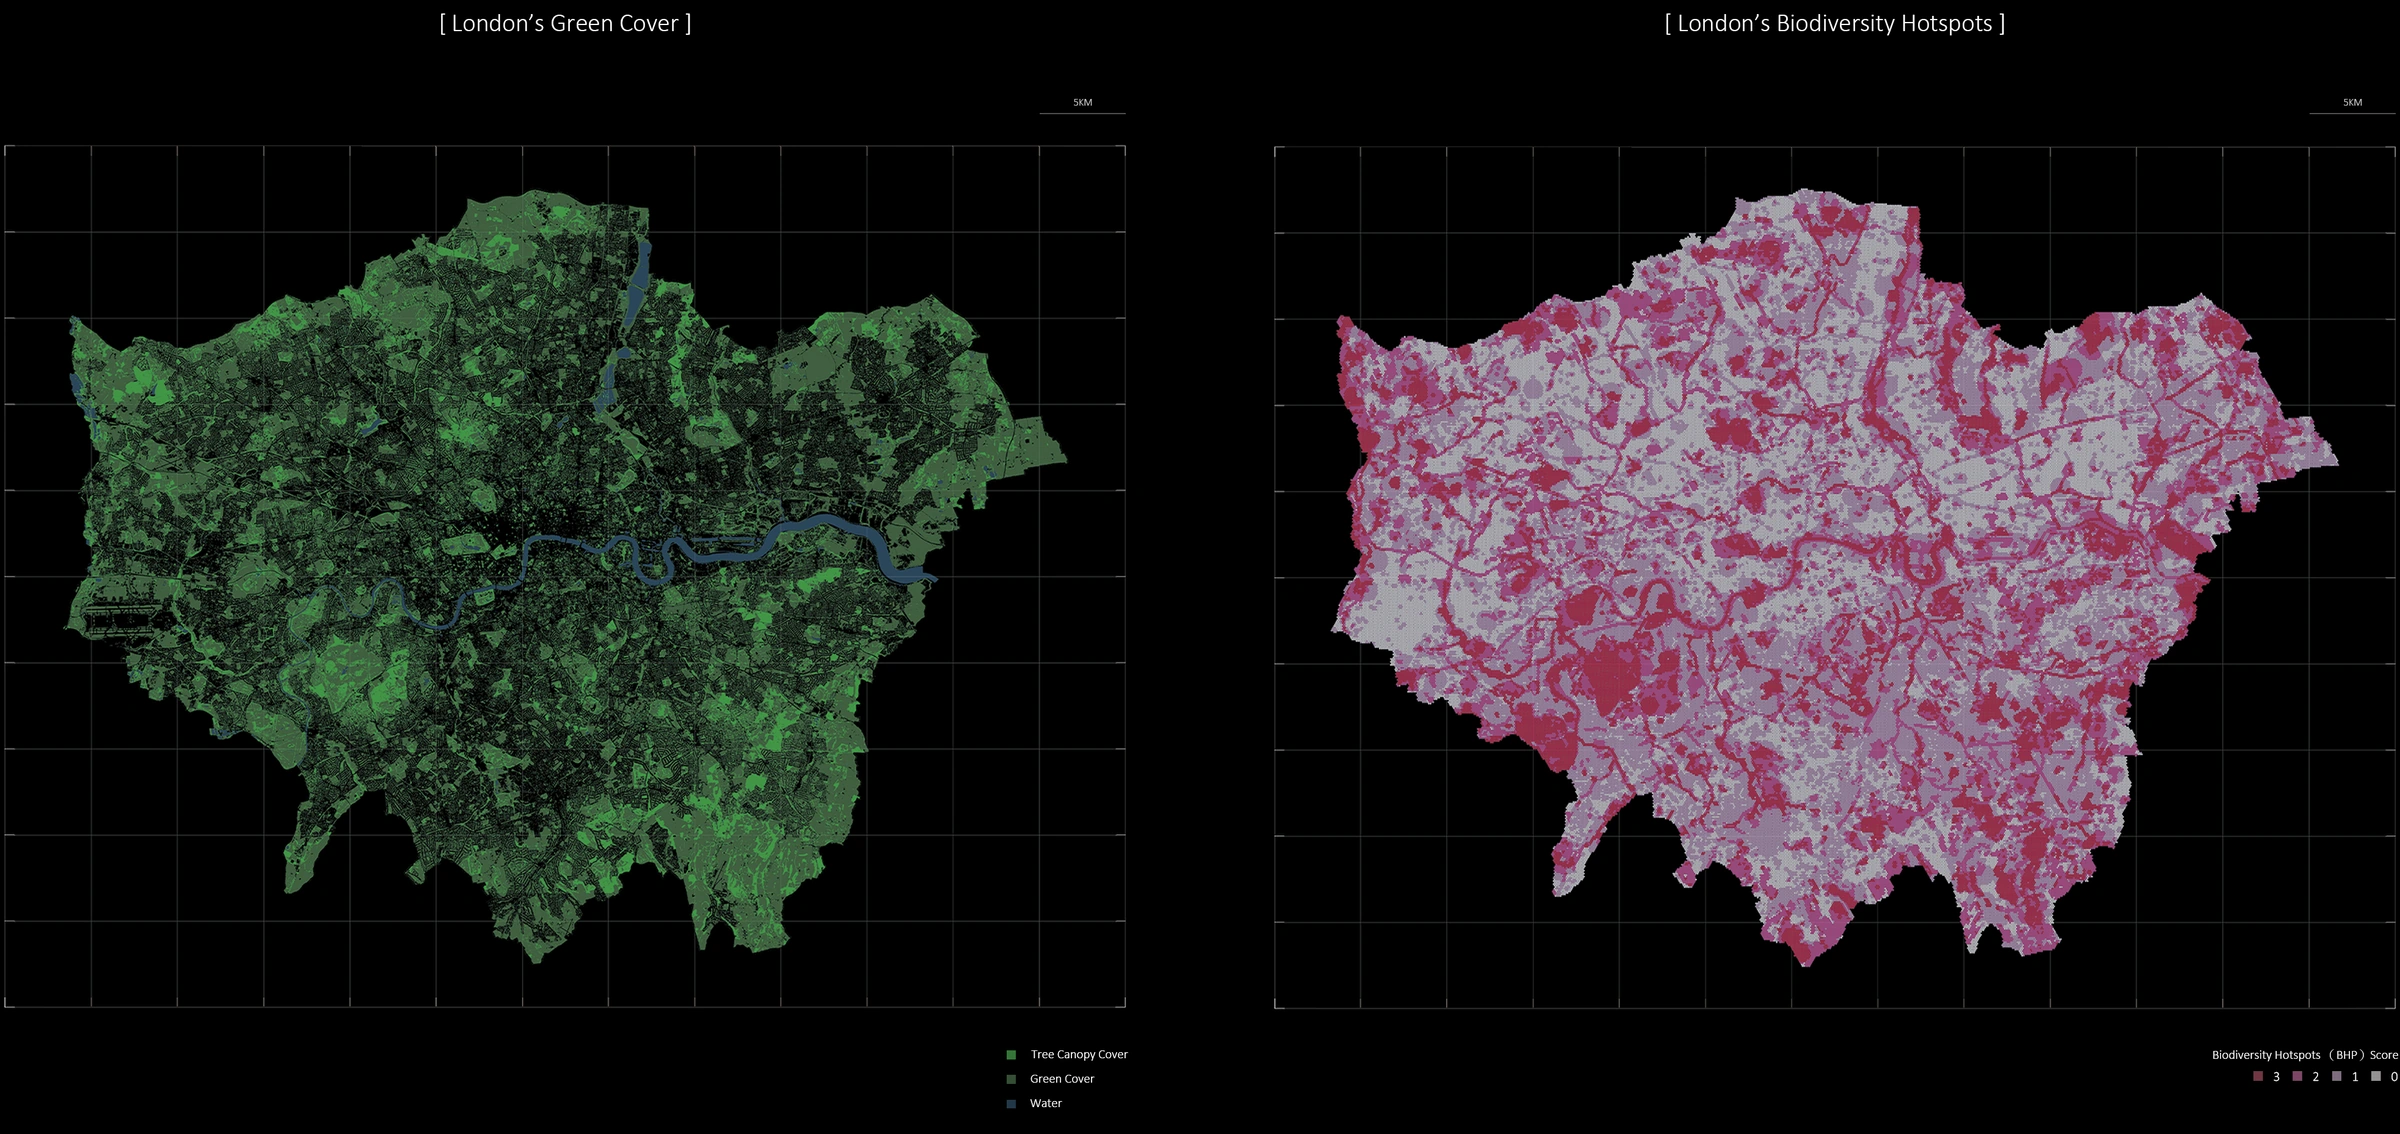 [ London’s Green Cover ]
[ London’s Biodiversity Hotspots ]
5KM
5KM
Tree Canopy Cover
Green Cover
Water
Biodiversity Hotspots （BHP）Score
3 2 1 0